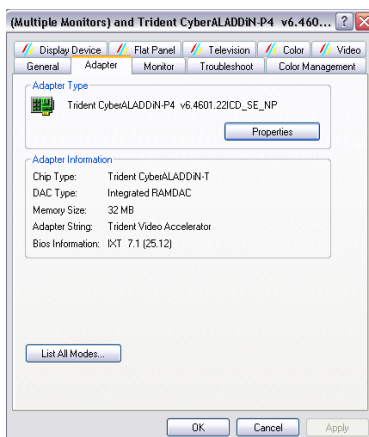 (Multiple Monitors) and Trident CyberALADDiN-P4 v6.460...
Display Device Flat Panel Television Color Video
General Adapter Monitor Troubleshoot Color Management
Adapter Type
Trident CyberALADDiN-P4 v6.4601.22ICD_SE_NP
Properties
Adapter Information
Chip Type: Trident CyberALADDiN-T
DAC Type: Integrated RAMDAC
Memory Size: 32 MB
Adapter String: Trident Video Accelerator
Bios Information: IXT 7.1 (25.12)
List All Modes...
OK Cancel Apply